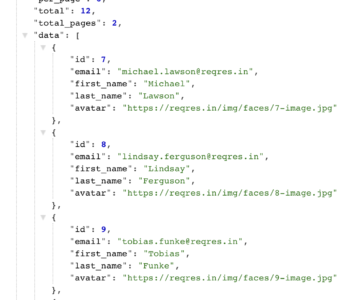 "total": 12,
"total_pages": 2,
"data": [
{
"id": 7,
"email": "michael.lawson@reqres.in",
"first_name": "Michael",
"last_name": "Lawson",
"avatar": "https://reqres.in/img/faces/7-image.jpg"
},
{
"id": 8,
"email": "lindsay.ferguson@reqres.in",
"first_name": "Lindsay",
"last_name": "Ferguson",
"avatar": "https://reqres.in/img/faces/8-image.jpg"
},
{
"id": 9,
"email": "tobias.funke@reqres.in",
"first_name": "Tobias",
"last_name": "Funke",
"avatar": "https://reqres.in/img/faces/9-image.jpg"
},